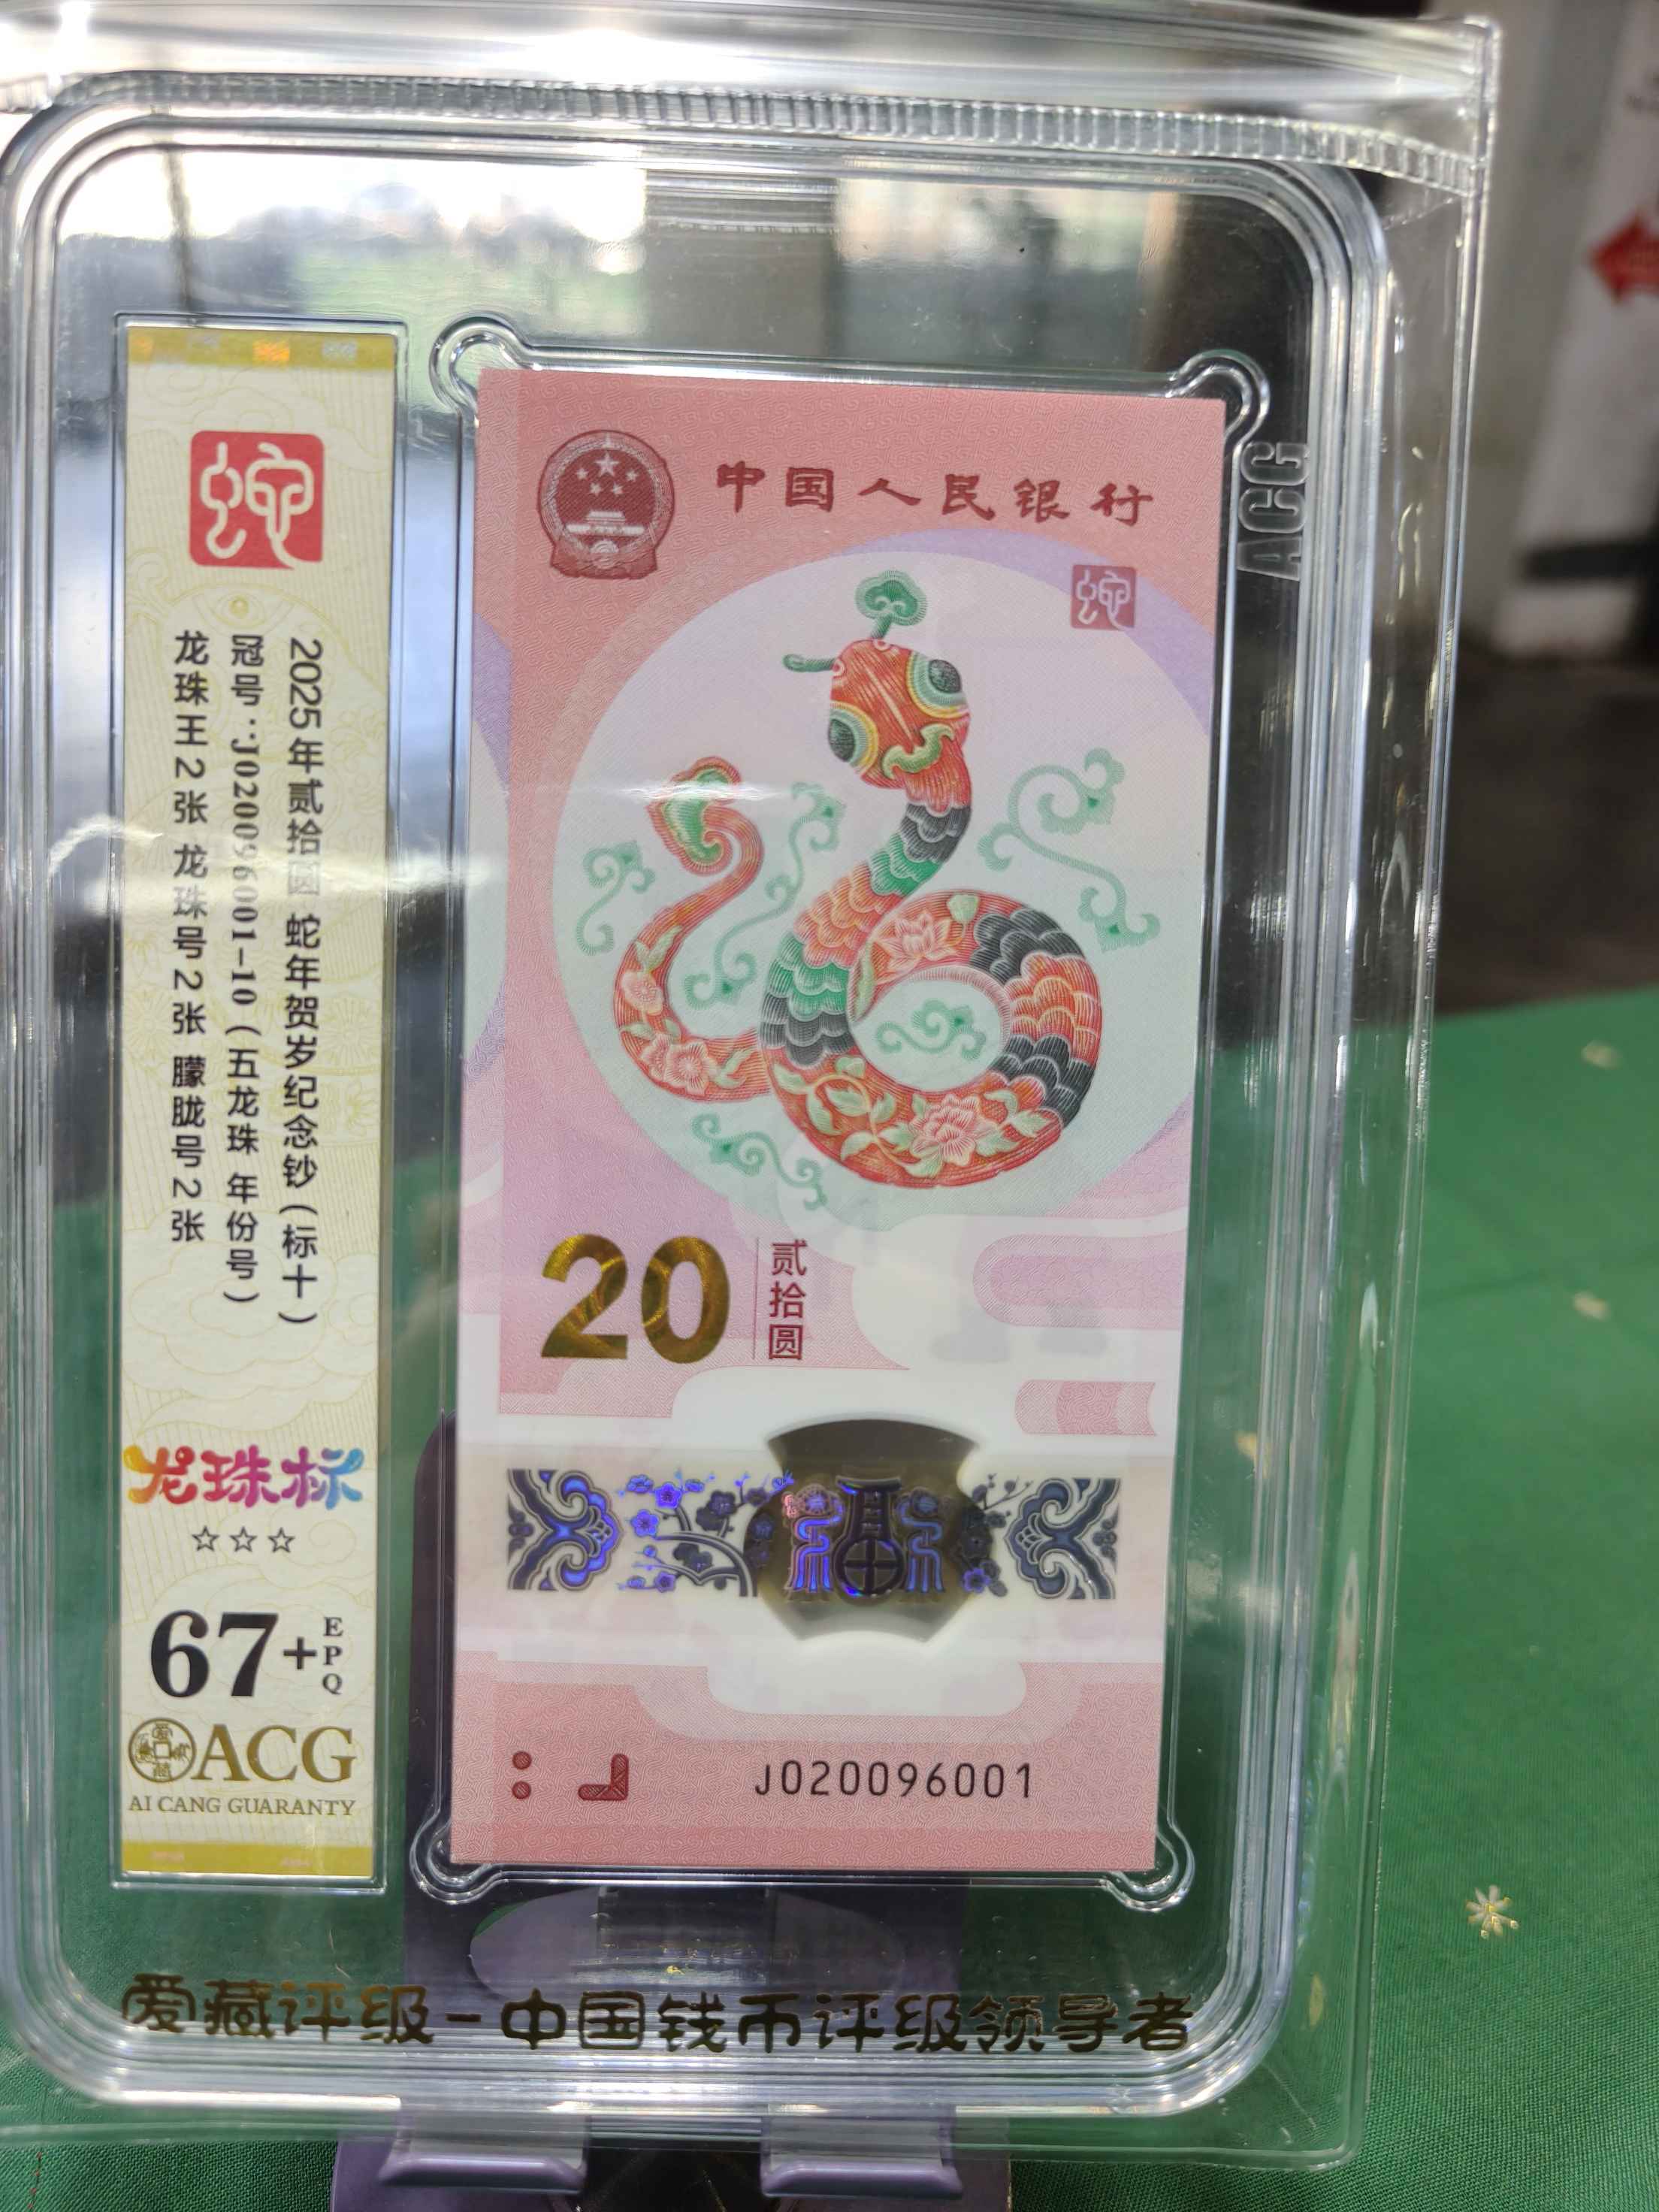 蛇
2025年贰拾圆 蛇年贺岁纪念钞（标十）
冠号：J020096001-10（五龙珠 年份号）
龙珠王2张 龙珠号2张 朦胧号2张
龙珠标
☆☆☆
67+
EPQ
ACG
AI CANG GUARANTY
中国人民银行
蛇
20
贰拾圆
福
J020096001
ACG
爱藏评级-中国钱币评级领导者